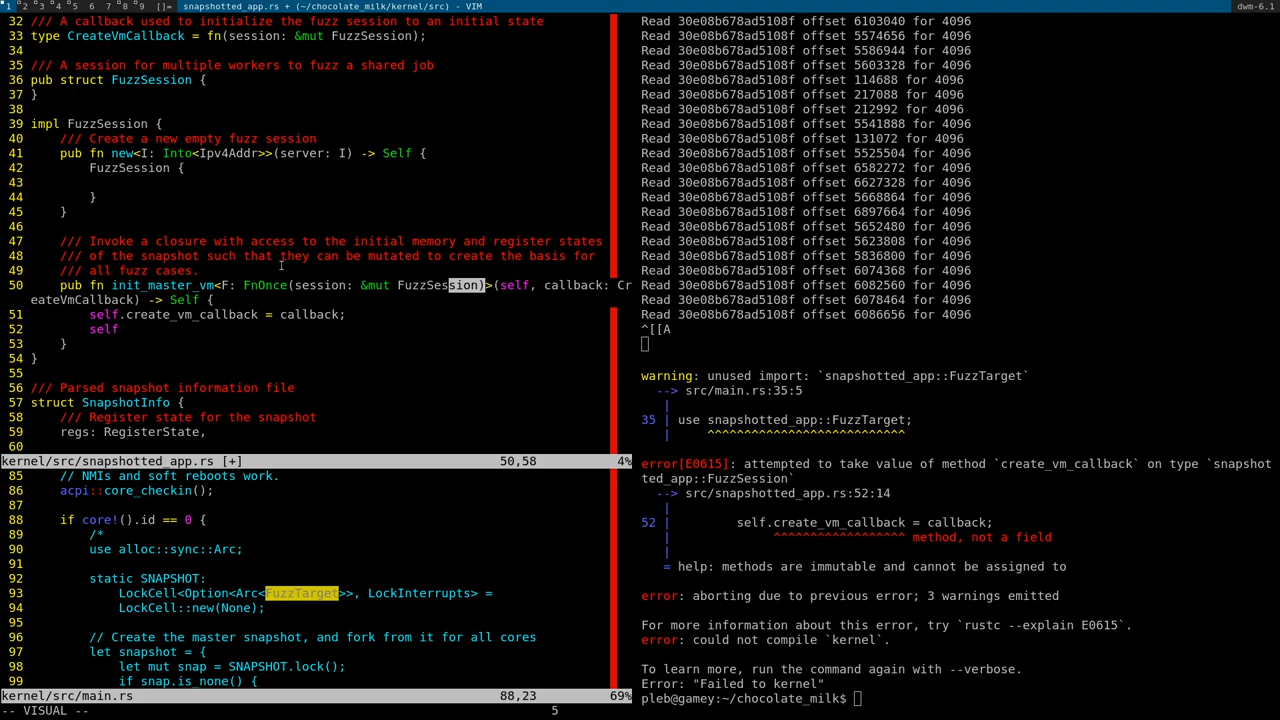 1 2 3 4 5 6 7 8 9 []= snapshotted_app.rs + (~/chocolate_milk/kernel/src) - VIM dwm-6.1
32 /// A callback used to initialize the fuzz session to an initial state
33 type CreateVmCallback = fn(session: &mut FuzzSession);
34
35 /// A session for multiple workers to fuzz a shared job
36 pub struct FuzzSession {
37 }
38
39 impl FuzzSession {
40     /// Create a new empty fuzz session
41     pub fn new<I: Into<Ipv4Addr>>(server: I) -> Self {
42         FuzzSession {
43
44         }
45     }
46
47     /// Invoke a closure with access to the initial memory and register states
48     /// of the snapshot such that they can be mutated to create the basis for
49     /// all fuzz cases.
50     pub fn init_master_vm<F: FnOnce(session: &mut FuzzSession)>(self, callback: Cr
eateVmCallback) -> Self {
51         self.create_vm_callback = callback;
52         self
53     }
54 }
55
56 /// Parsed snapshot information file
57 struct SnapshotInfo {
58     /// Register state for the snapshot
59     regs: RegisterState,
60
kernel/src/snapshotted_app.rs [+] 50,58 4%
85     // NMIs and soft reboots work.
86     acpi::core_checkin();
87
88     if core!().id == 0 {
89         /*
90         use alloc::sync::Arc;
91
92         static SNAPSHOT:
93             LockCell<Option<Arc<FuzzTarget>>, LockInterrupts> =
94             LockCell::new(None);
95
96         // Create the master snapshot, and fork from it for all cores
97         let snapshot = {
98             let mut snap = SNAPSHOT.lock();
99             if snap.is_none() {
kernel/src/main.rs 88,23 69%
-- VISUAL -- 5
Read 30e08b678ad5108f offset 6103040 for 4096
Read 30e08b678ad5108f offset 5574656 for 4096
Read 30e08b678ad5108f offset 5586944 for 4096
Read 30e08b678ad5108f offset 5603328 for 4096
Read 30e08b678ad5108f offset 114688 for 4096
Read 30e08b678ad5108f offset 217088 for 4096
Read 30e08b678ad5108f offset 212992 for 4096
Read 30e08b678ad5108f offset 5541888 for 4096
Read 30e08b678ad5108f offset 131072 for 4096
Read 30e08b678ad5108f offset 5525504 for 4096
Read 30e08b678ad5108f offset 6582272 for 4096
Read 30e08b678ad5108f offset 6627328 for 4096
Read 30e08b678ad5108f offset 5668864 for 4096
Read 30e08b678ad5108f offset 6897664 for 4096
Read 30e08b678ad5108f offset 5652480 for 4096
Read 30e08b678ad5108f offset 5623808 for 4096
Read 30e08b678ad5108f offset 5836800 for 4096
Read 30e08b678ad5108f offset 6074368 for 4096
Read 30e08b678ad5108f offset 6082560 for 4096
Read 30e08b678ad5108f offset 6078464 for 4096
Read 30e08b678ad5108f offset 6086656 for 4096
^[[A
warning: unused import: `snapshotted_app::FuzzTarget`
  --> src/main.rs:35:5
   |
35 | use snapshotted_app::FuzzTarget;
   |     ^^^^^^^^^^^^^^^^^^^^^^^^^^^
error[E0615]: attempted to take value of method `create_vm_callback` on type `snapshot
ted_app::FuzzSession`
  --> src/snapshotted_app.rs:52:14
   |
52 |         self.create_vm_callback = callback;
   |              ^^^^^^^^^^^^^^^^^^ method, not a field
   |
   = help: methods are immutable and cannot be assigned to
error: aborting due to previous error; 3 warnings emitted
For more information about this error, try `rustc --explain E0615`.
error: could not compile `kernel`.
To learn more, run the command again with --verbose.
Error: "Failed to kernel"
pleb@gamey:~/chocolate_milk$